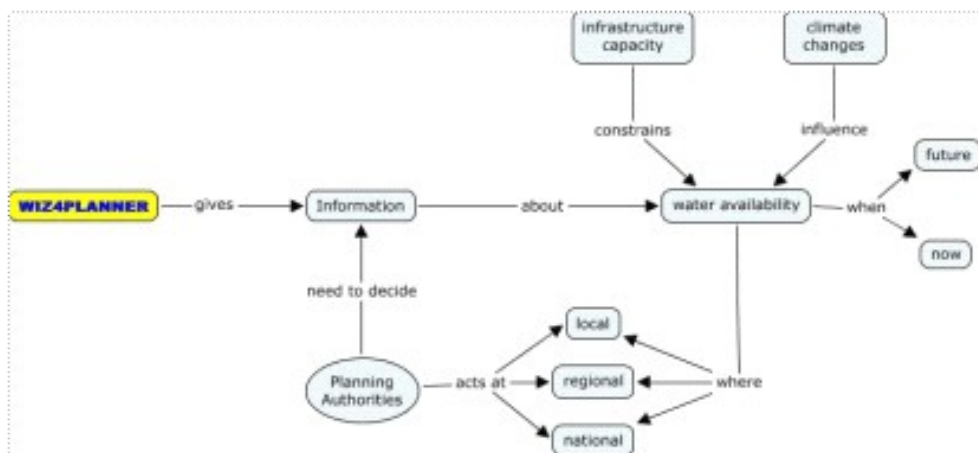 infrastructure
capacity
climate
changes
constrains
influence
future
WIZ4PLANNER
gives
Information
about
water availability
when
now
need to decide
local
Planning
Authorities
acts at
regional
where
national